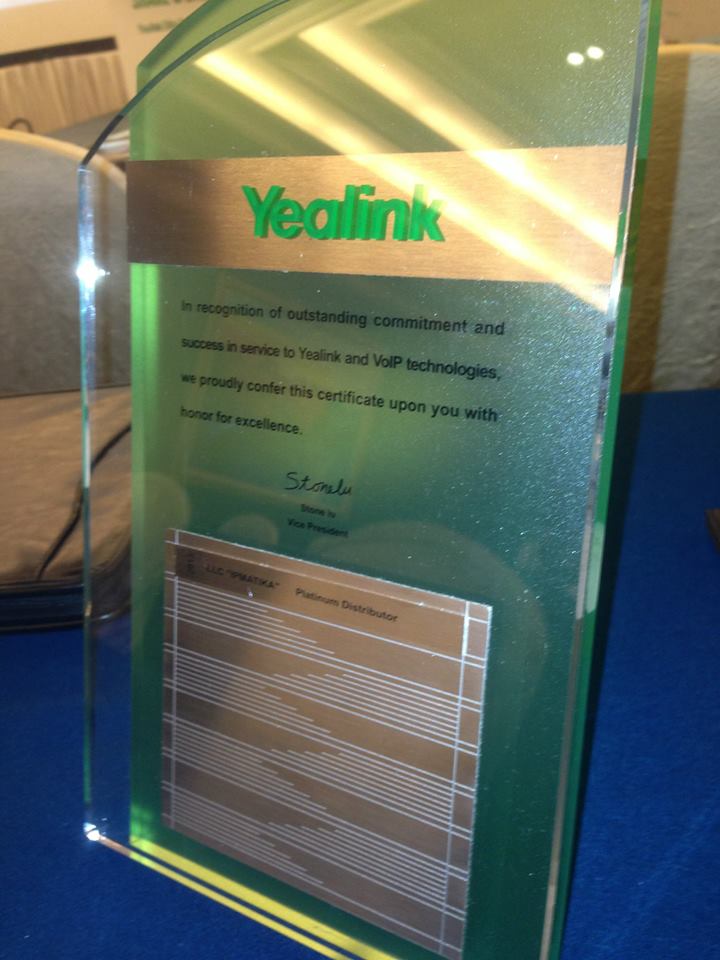 Yealink
In recognition of outstanding commitment and
success in service to Yealink and VoIP technologies,
we proudly confer this certificate upon you with
honor for excellence.
Stonelu
Stone lu
Vice President
LLC "IPMATIKA" Platinum Distributor